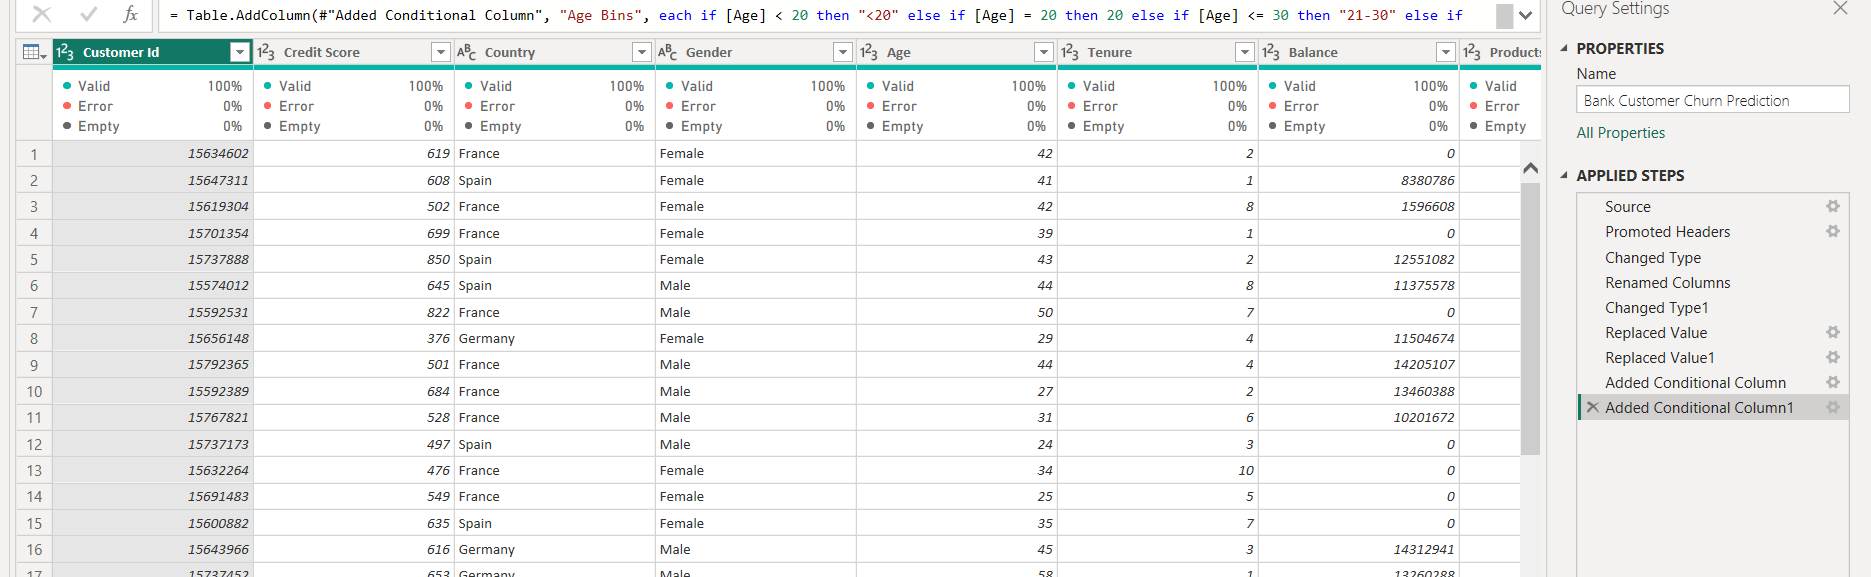 = Table.AddColumn(#"Added Conditional Column", "Age Bins", each if [Age] < 20 then "<20" else if [Age] = 20 then 20 else if [Age] <= 30 then "21-30" else if
Customer Id Credit Score Country Gender Age Tenure Balance Products
Valid 100% Valid 100% Valid 100% Valid 100% Valid 100% Valid 100% Valid 100% Valid
Error 0% Error 0% Error 0% Error 0% Error 0% Error 0% Error 0% Error
Empty 0% Empty 0% Empty 0% Empty 0% Empty 0% Empty 0% Empty 0% Empty
1 15634602 619 France Female 42 2 0
2 15647311 608 Spain Female 41 1 8380786
3 15619304 502 France Female 42 8 1596608
4 15701354 699 France Female 39 1 0
5 15737888 850 Spain Female 43 2 12551082
6 15574012 645 Spain Male 44 8 11375578
7 15592531 822 France Male 50 7 0
8 15656148 376 Germany Female 29 4 11504674
9 15792365 501 France Male 44 4 14205107
10 15592389 684 France Male 27 2 13460388
11 15767821 528 France Male 31 6 10201672
12 15737173 497 Spain Male 24 3 0
13 15632264 476 France Female 34 10 0
14 15691483 549 France Female 25 5 0
15 15600882 635 Spain Female 35 7 0
16 15643966 616 Germany Male 45 3 14312941
17 15737452 653 Germany Male 58 1 13260288
Query Settings
PROPERTIES
Name
Bank Customer Churn Prediction
All Properties
APPLIED STEPS
Source
Promoted Headers
Changed Type
Renamed Columns
Changed Type1
Replaced Value
Replaced Value1
Added Conditional Column
Added Conditional Column1